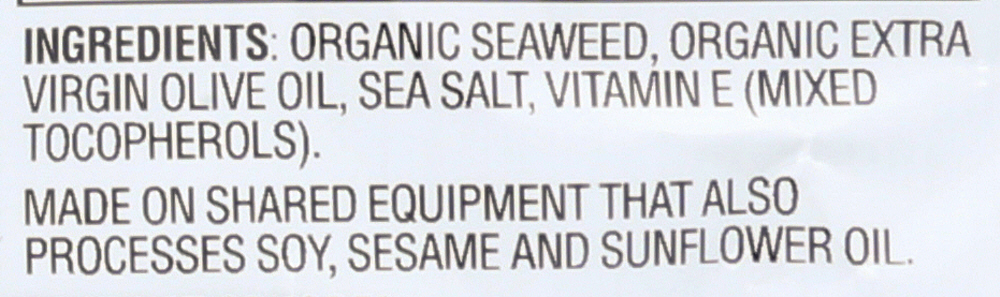 INGREDIENTS: ORGANIC SEAWEED, ORGANIC EXTRA
VIRGIN OLIVE OIL, SEA SALT, VITAMIN E (MIXED
TOCOPHEROLS).
MADE ON SHARED EQUIPMENT THAT ALSO
PROCESSES SOY, SESAME AND SUNFLOWER OIL.